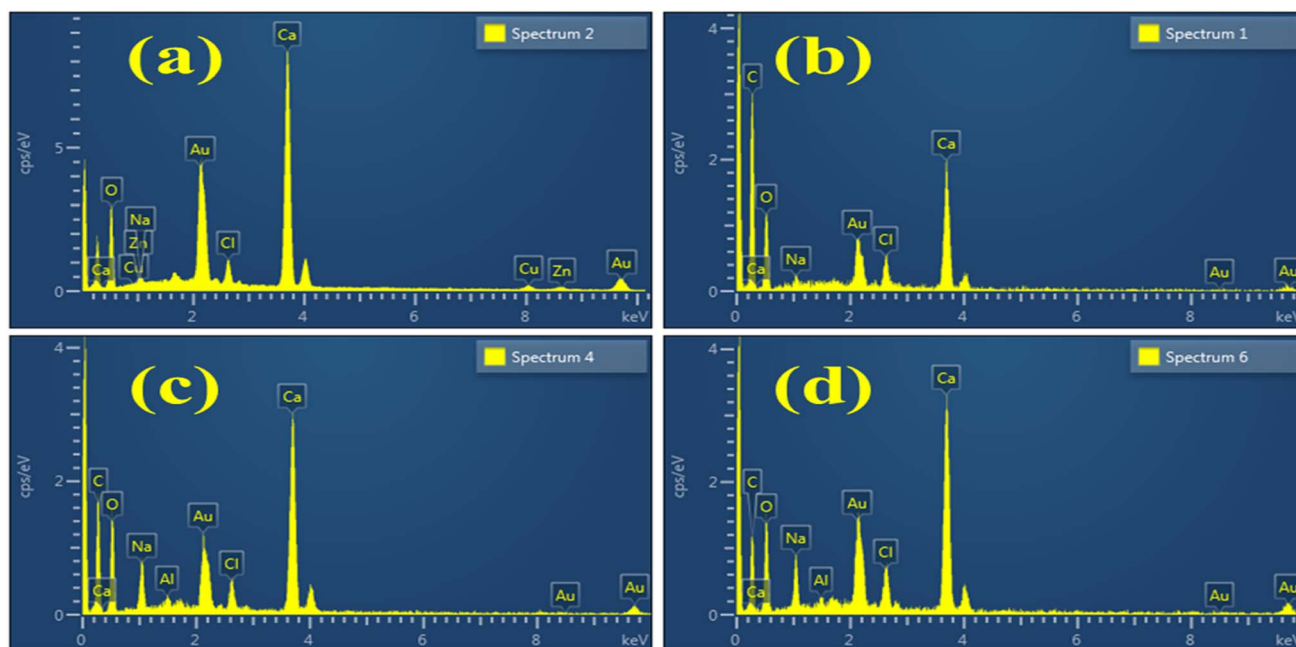 (a)
Spectrum 2
cps/eV
5
0
Ca
O
Na
Zn
Cu
Ca
Au
Cl
Cu
Zn
Au
0 2 4 6 8 keV
(b)
Spectrum 1
cps/eV
4
2
0
C
O
Ca
Na
Au
Cl
Ca
Au
Au
0 2 4 6 8 keV
(c)
Spectrum 4
cps/eV
4
2
0
C
O
Ca
Na
Al
Au
Cl
Ca
Au
Au
0 2 4 6 8 keV
(d)
Spectrum 6
cps/eV
4
2
0
C
O
Ca
Na
Al
Au
Cl
Ca
Au
Au
0 2 4 6 8 keV